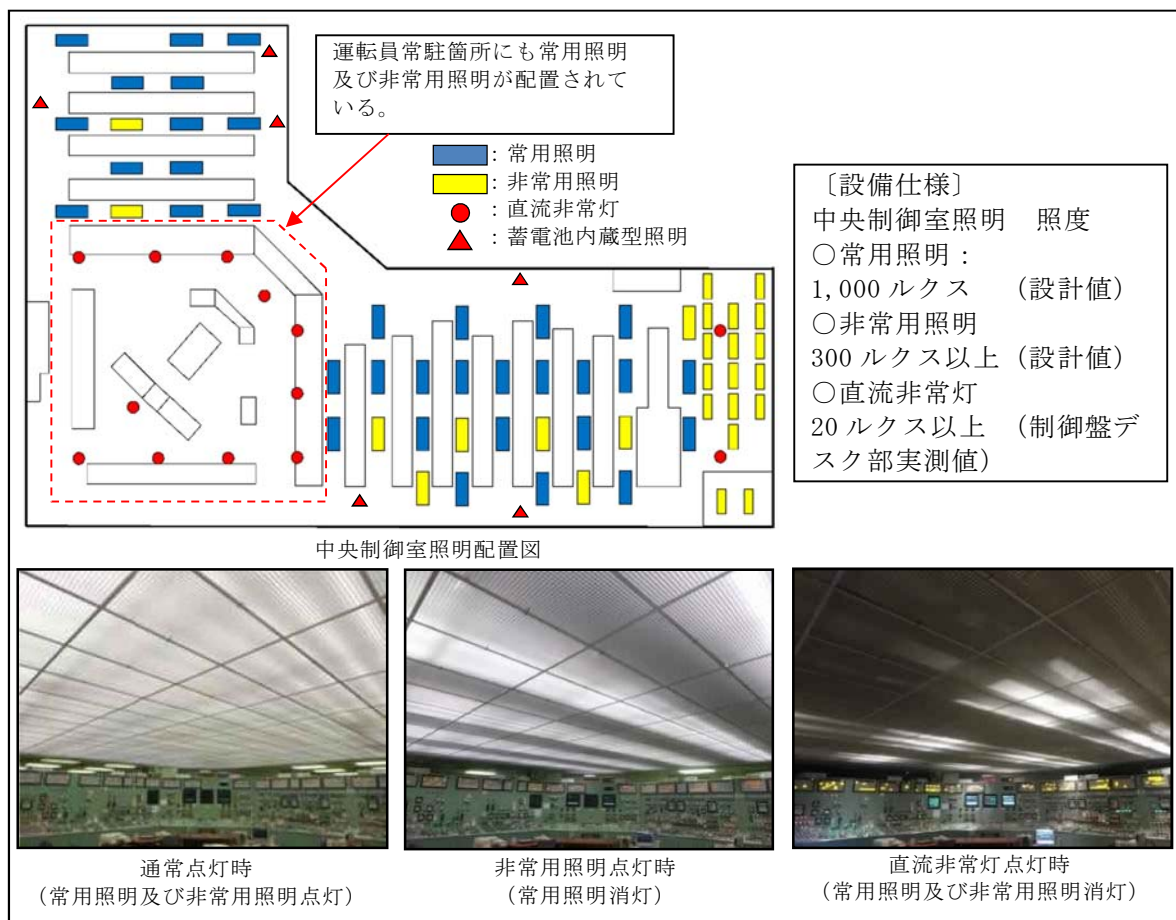 運転員常駐箇所にも常用照明
及び非常用照明が配置されて
いる。
：常用照明
：非常用照明
：直流非常灯
：蓄電池内蔵型照明
〔設備仕様〕
中央制御室照明　照度
○常用照明：
1,000 ルクス　（設計値）
○非常用照明
300 ルクス以上（設計値）
○直流非常灯
20 ルクス以上　（制御盤デ
スク部実測値）
中央制御室照明配置図
通常点灯時
（常用照明及び非常用照明点灯）
非常用照明点灯時
（常用照明消灯）
直流非常灯点灯時
（常用照明及び非常用照明消灯）